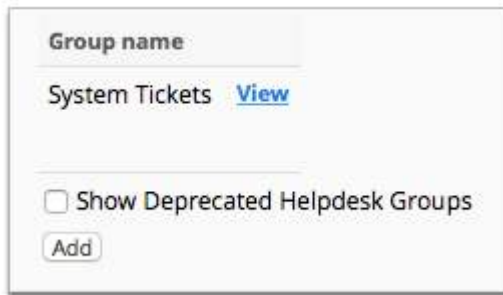 Group name
System Tickets View
Show Deprecated Helpdesk Groups
Add